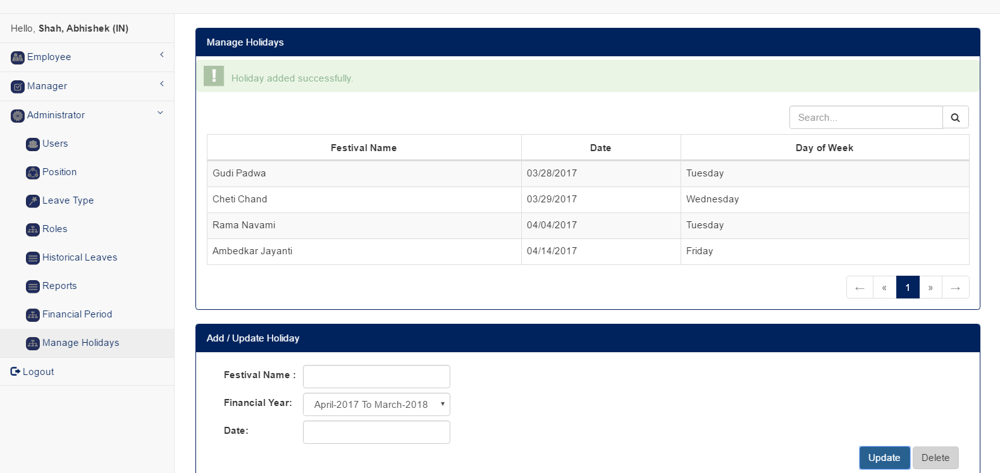 Hello, Shah, Abhishek (IN)
Employee
Manager
Administrator
Users
Position
Leave Type
Roles
Historical Leaves
Reports
Financial Period
Manage Holidays
Logout
Manage Holidays
! Holiday added successfully.
Search...
Festival Name Date Day of Week
Gudi Padwa 03/28/2017 Tuesday
Cheti Chand 03/29/2017 Wednesday
Rama Navami 04/04/2017 Tuesday
Ambedkar Jayanti 04/14/2017 Friday
← « 1 » →
Add / Update Holiday
Festival Name :
Financial Year: April-2017 To March-2018
Date:
Update Delete